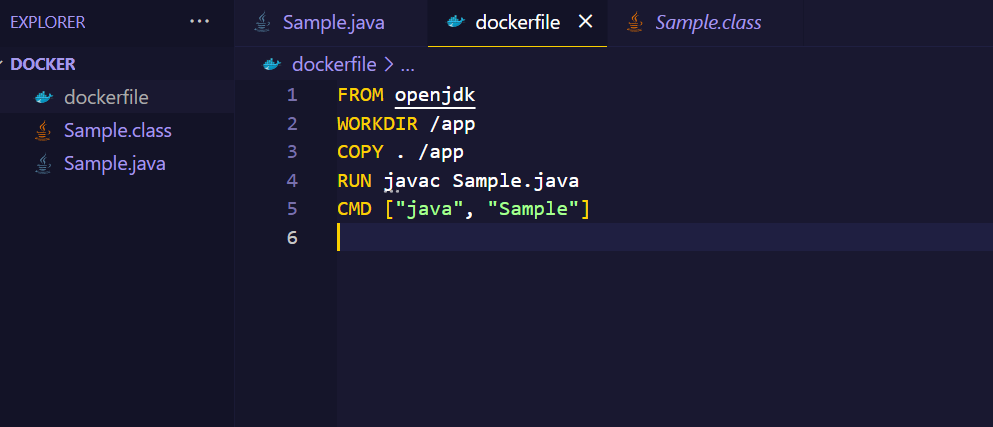 EXPLORER ...
Sample.java dockerfile × Sample.class
DOCKER
dockerfile > ...
dockerfile
Sample.class
Sample.java
1 FROM openjdk
2 WORKDIR /app
3 COPY . /app
4 RUN javac Sample.java
5 CMD ["java", "Sample"]
6